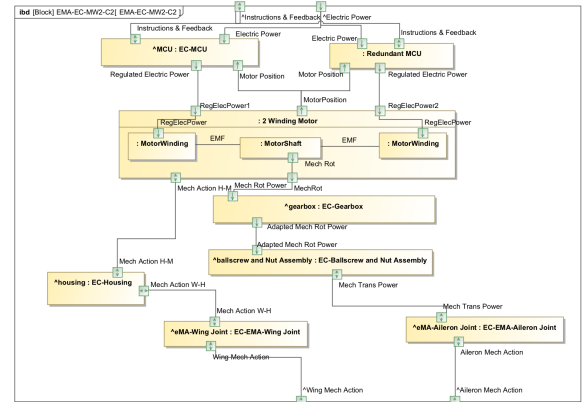 ibd [Block] EMA-EC-MW2-C2[ EMA-EC-MW2-C2 ]
^Instructions & Feedback
^Electric Power
Instructions & Feedback
Electric Power
Electric Power
Instructions & Feedback
^MCU : EC-MCU
: Redundant MCU
Regulated Electric Power
Motor Position
Motor Position
Regulated Electric Power
RegElecPower1
MotorPosition
RegElecPower2
: 2 Winding Motor
RegElecPower
RegElecPower
: MotorWinding
EMF
: MotorShaft
EMF
: MotorWinding
Mech Rot
Mech Action H-M
Mech Rot Power
MechRot
^gearbox : EC-Gearbox
Adapted Mech Rot Power
Adapted Mech Rot Power
^ballscrew and Nut Assembly : EC-Ballscrew and Nut Assembly
Mech Action H-M
Mech Trans Power
^housing : EC-Housing
Mech Action W-H
Mech Action W-H
Mech Trans Power
^eMA-Wing Joint : EC-EMA-Wing Joint
^eMA-Aileron Joint : EC-EMA-Aileron Joint
Wing Mech Action
Aileron Mech Action
^Wing Mech Action
^Aileron Mech Action